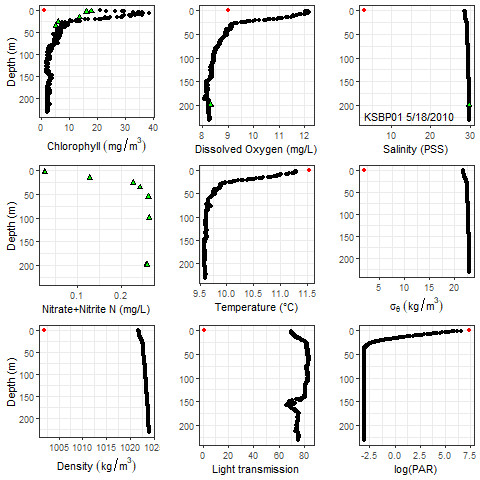 Depth (m)
0
50
100
150
200
0 10 20 30 40
Chlorophyll (mg/m³)
0
50
100
150
200
8 9 10 11 12
Dissolved Oxygen (mg/L)
0
50
100
150
200
KSBP01 5/18/2010
10 20 30
Salinity (PSS)
Depth (m)
0
50
100
150
200
0.1 0.2
Nitrate+Nitrite N (mg/L)
0
50
100
150
200
9.5 10.0 10.5 11.0 11.5
Temperature (°C)
0
50
100
150
200
10 20
σθ (kg/m³)
Depth (m)
0
50
100
150
200
1005 1010 1015 1020 1024
Density (kg/m³)
0
50
100
150
200
0 20 40 60 80
Light transmission
0
50
100
150
200
-2.5 0.0 2.5 5.0 7.5
log(PAR)